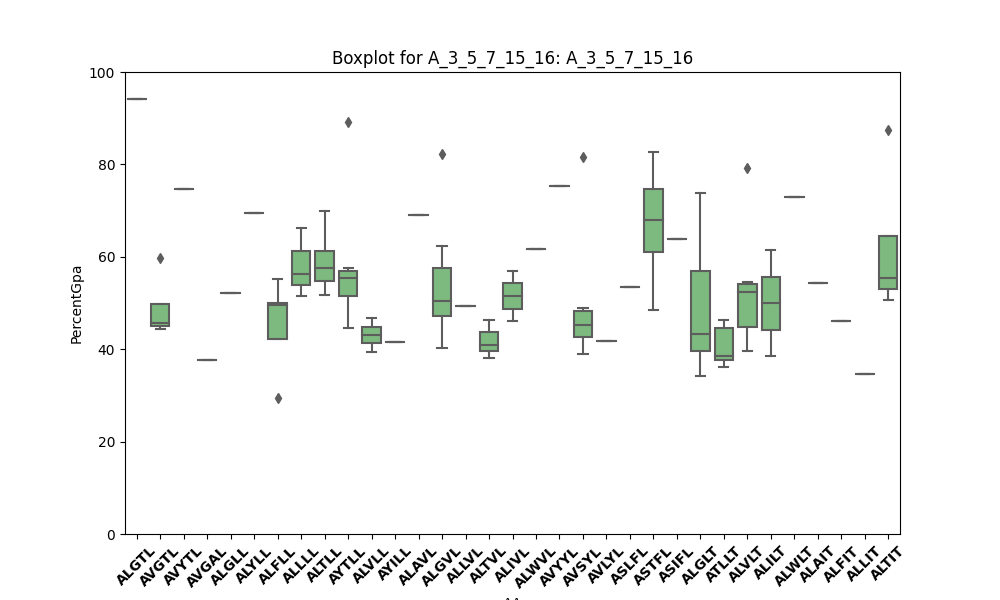 Boxplot for A_3_5_7_15_16: A_3_5_7_15_16
PercentGpa
100
80
60
40
20
0
ALGTL AVGTL AVYTL AVGAL ALGLL ALYLL ALFLL ALLLL ALTLL AYTLL ALVLL AYILL ALAVL ALGVL ALLVL ALTVL ALIVL ALWVL AVYYL AVSYL AVLYL ASLFL ASTFL ASIFL ALGLT ATLLT ALVLT ALILT ALWLT ALAIT ALFIT ALLIT ALTIT